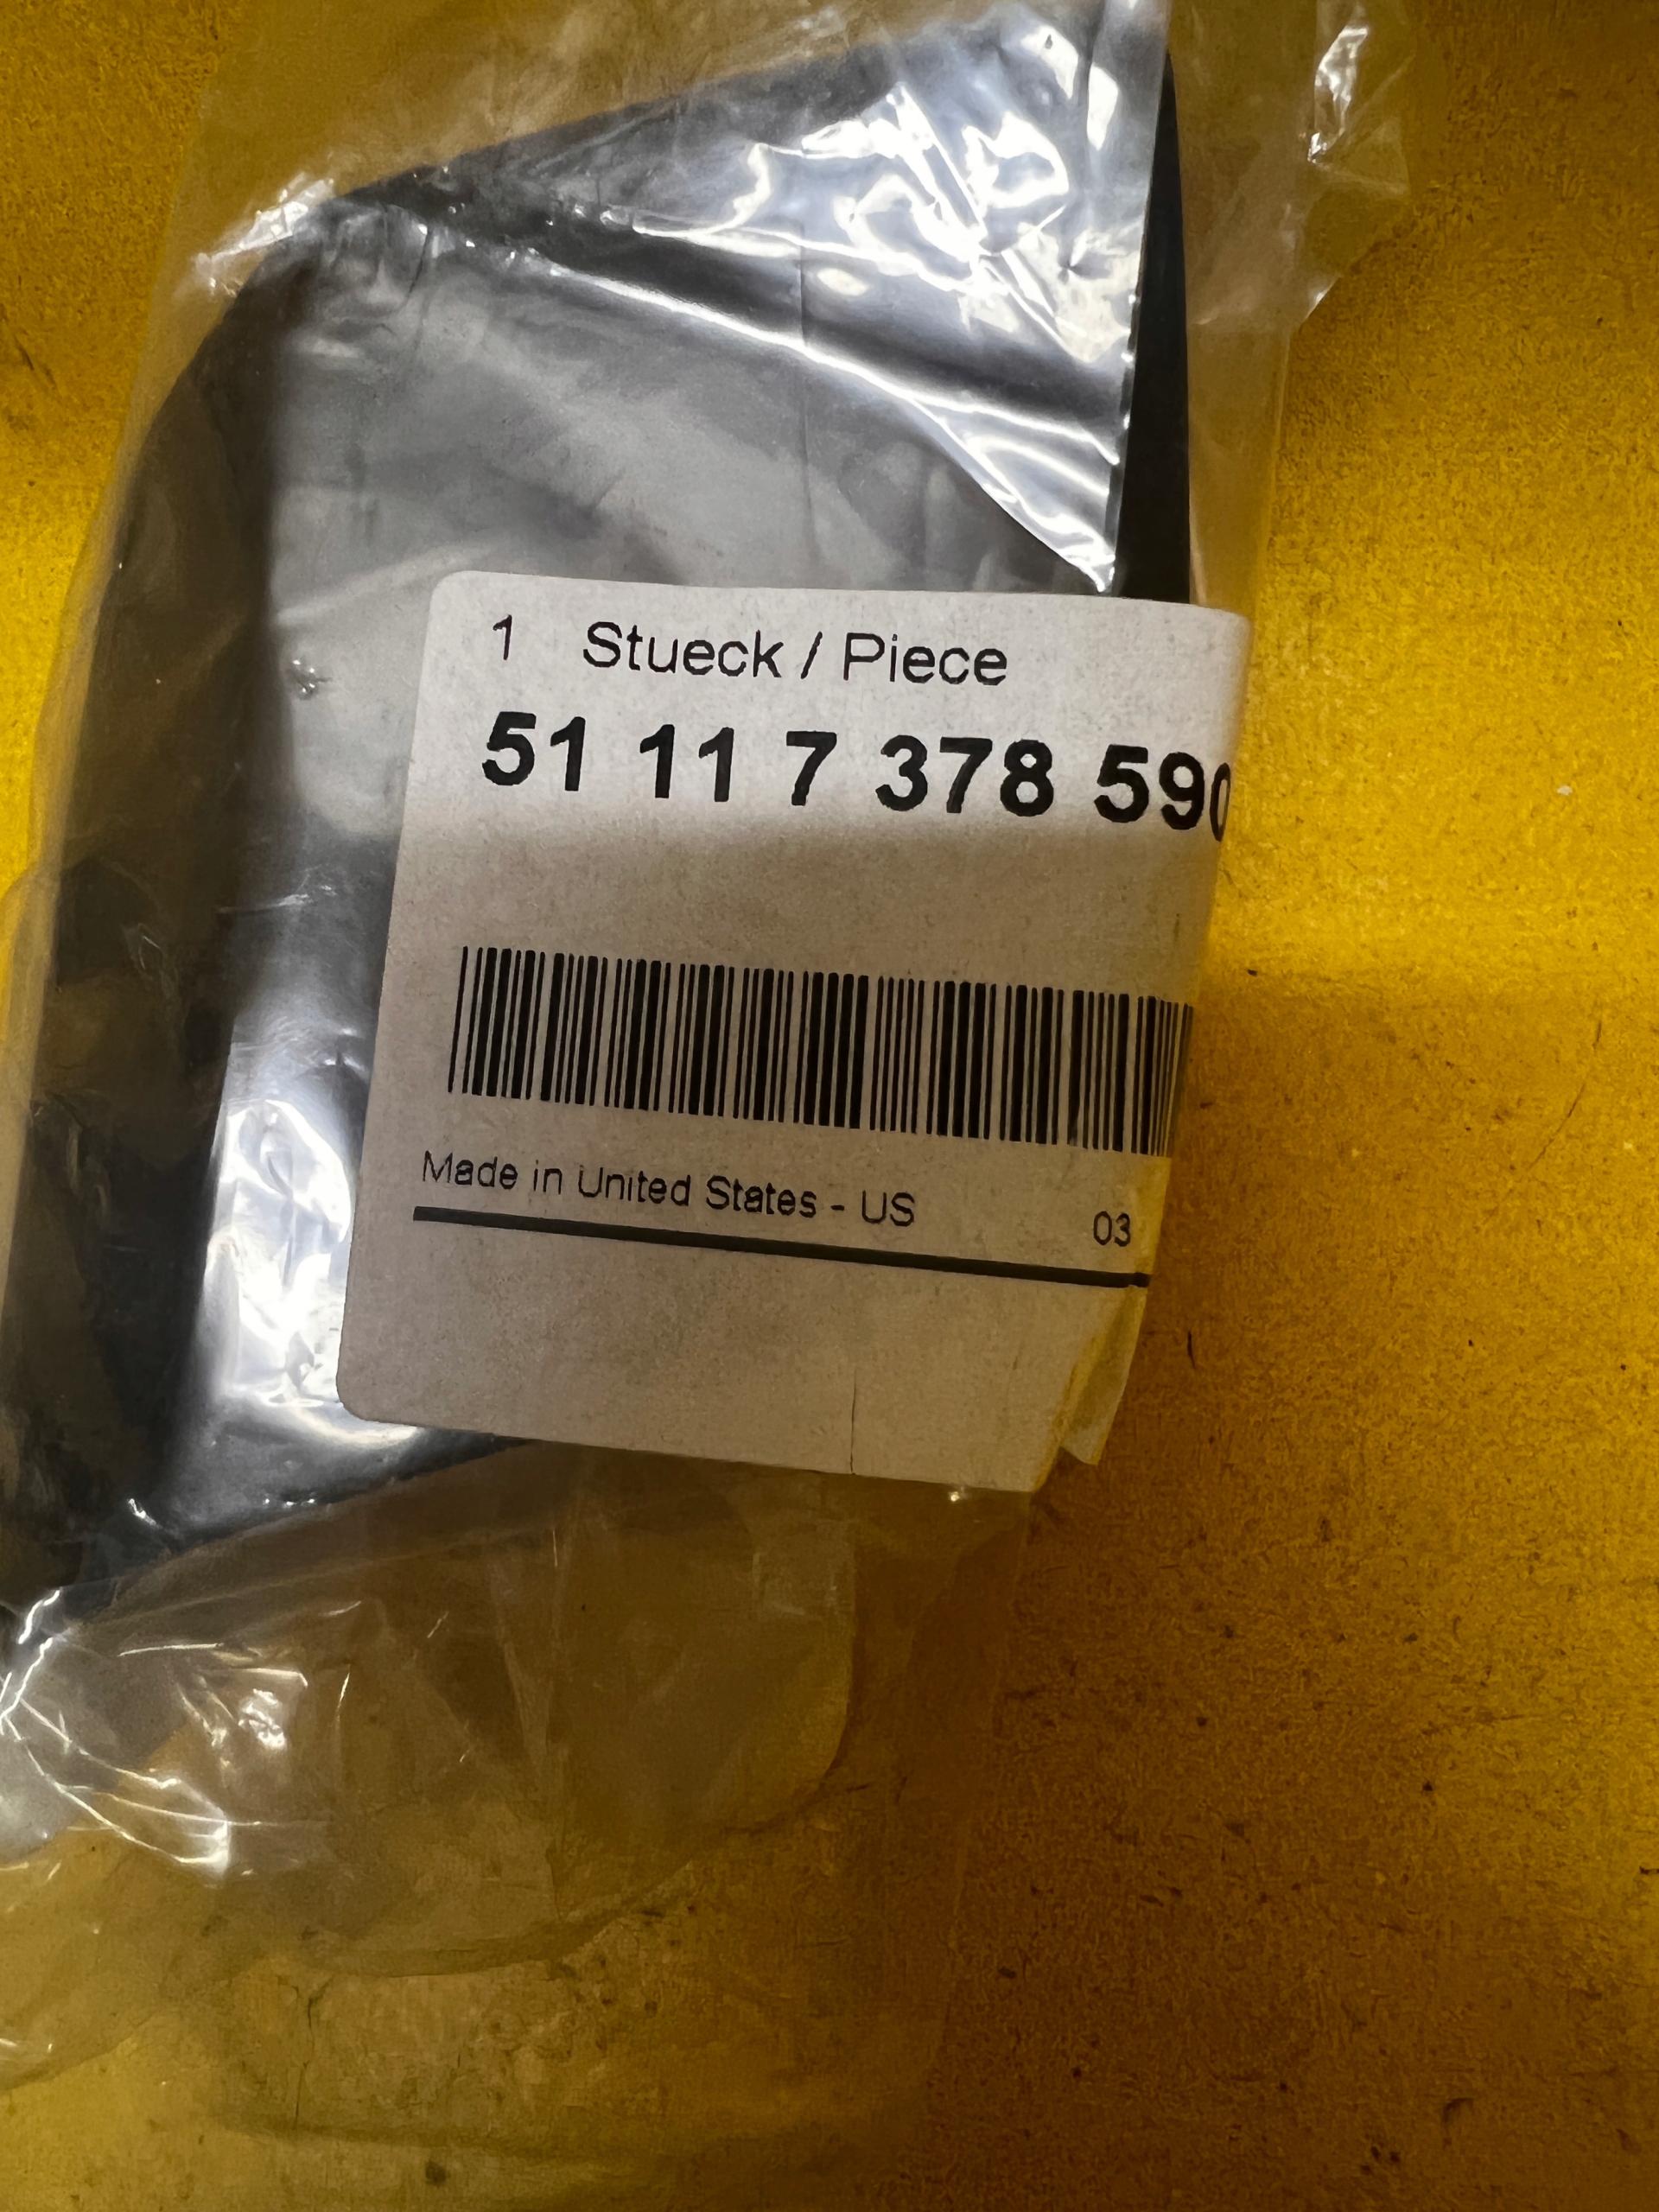 1 Stueck / Piece
51 11 7 378 590
Made in United States - US 03